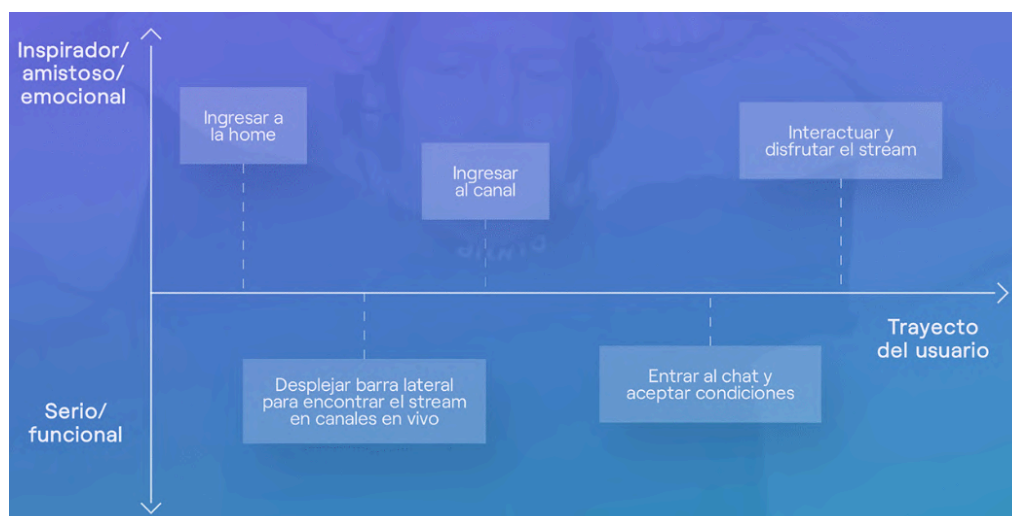 Inspirador/
amistoso/
emocional
Ingresar a
la home
Ingresar
al canal
Interactuar y
disfrutar el stream
Trayecto
del usuario
Desplejar barra lateral
para encontrar el stream
en canales en vivo
Entrar al chat y
aceptar condiciones
Serio/
funcional